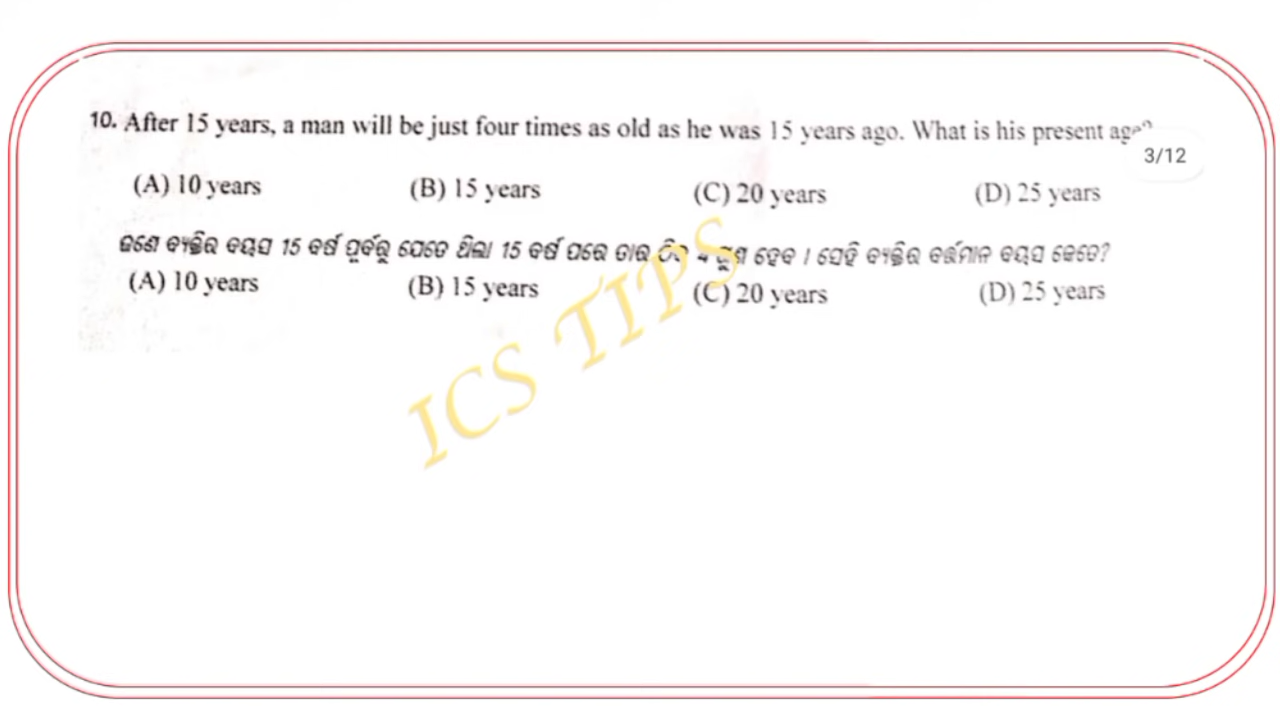 10. After 15 years, a man will be just four times as old as he was 15 years ago. What is his present age?
3/12
(A) 10 years (B) 15 years (C) 20 years (D) 25 years
ଜଣେ ବ୍ୟକ୍ତିର ବୟସ 15 ବର୍ଷ ପୂର୍ବରୁ ଯେତେ ଥିଲା 15 ବର୍ଷ ପରେ ତାର ଠିକ୍ 4 ଗୁଣ ହେବ । ସେହି ବ୍ୟକ୍ତିର ବର୍ତ୍ତମାନ ବୟସ କେତେ?
(A) 10 years (B) 15 years (C) 20 years (D) 25 years
ICS TIPS